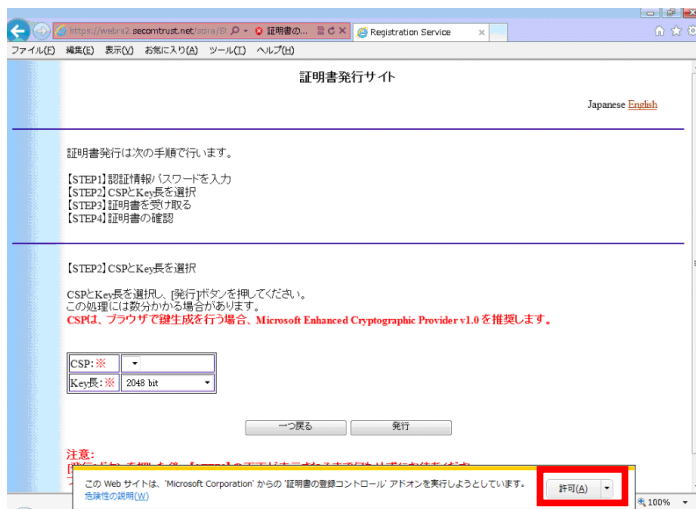 https://webra2.secomtrust.net/scira/
証明書の...
Registration Service
ファイル(F) 編集(E) 表示(V) お気に入り(A) ツール(T) ヘルプ(H)
証明書発行サイト
Japanese English
証明書発行は次の手順で行います。
【STEP1】認証情報パスワードを入力
【STEP2】CSPとKey長を選択
【STEP3】証明書を受け取る
【STEP4】証明書の確認
【STEP2】CSPとKey長を選択
CSPとKey長を選択し、[発行]ボタンを押してください。
この処理には数分かかる場合があります。
CSPは、ブラウザで鍵生成を行う場合、Microsoft Enhanced Cryptographic Provider v1.0 を推奨します。
CSP:※
Key長:※ 2048 bit
一つ戻る 発行
注意:
この Web サイトは、'Microsoft Corporation' からの '証明書の登録コントロール' アドオンを実行しようとしています。
危険性の説明(W)
許可(A)
100%